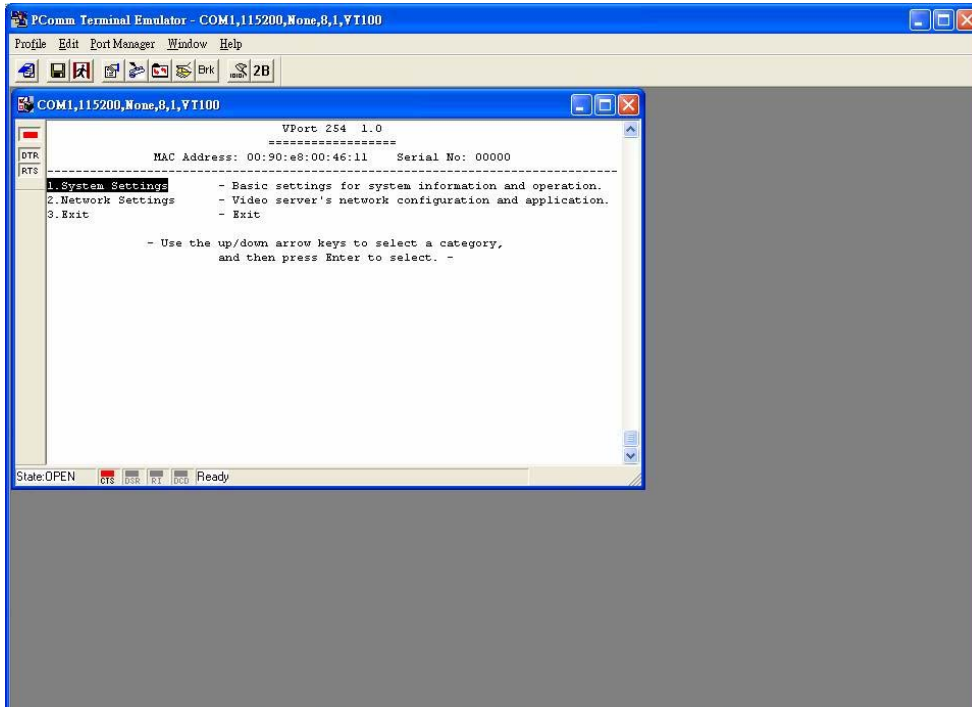 PComm Terminal Emulator - COM1,115200,None,8,1,VT100
Profile Edit Port Manager Window Help
Brk 2B
COM1,115200,None,8,1,VT100
VPort 254 1.0
==================
MAC Address: 00:90:e8:00:46:11 Serial No: 00000
--------------------------------------------------------------------------------
1.System Settings - Basic settings for system information and operation.
2.Network Settings - Video server's network configuration and application.
3.Exit - Exit
- Use the up/down arrow keys to select a category,
and then press Enter to select. -
DTR
RTS
State:OPEN CTS DSR RI DCD Ready